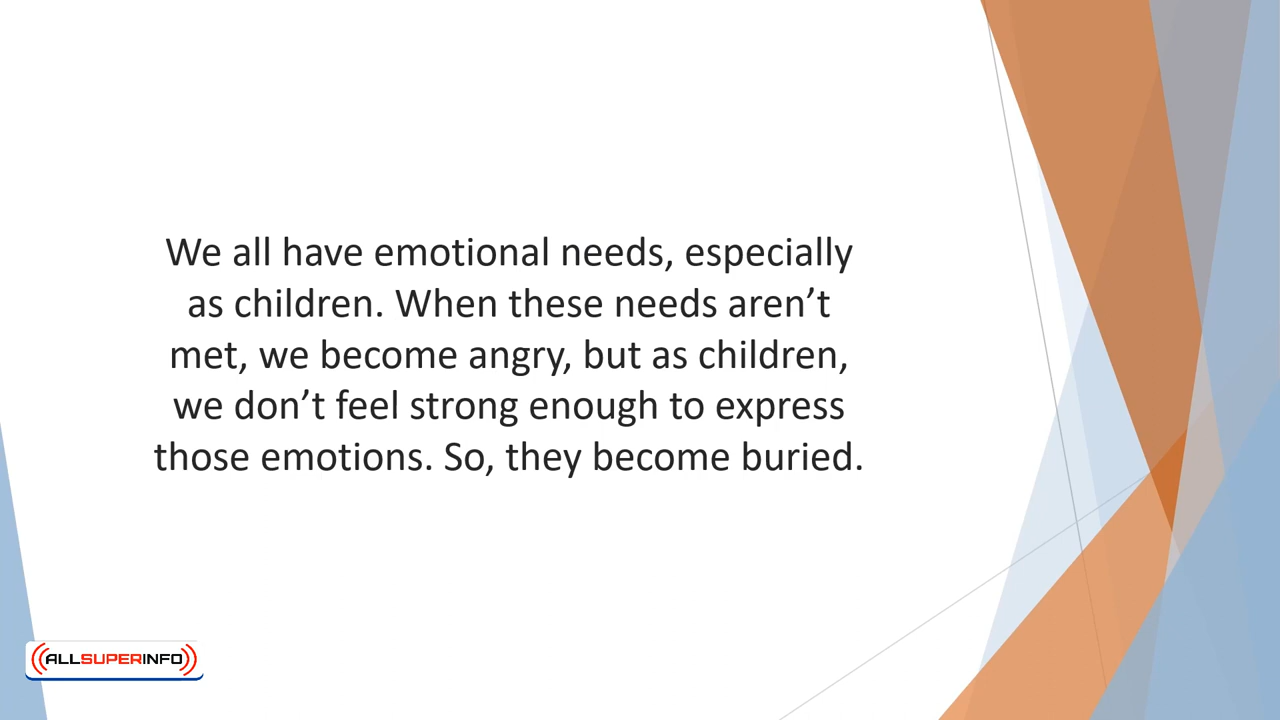 We all have emotional needs, especially
as children. When these needs aren’t
met, we become angry, but as children,
we don’t feel strong enough to express
those emotions. So, they become buried.
ALLSUPERINFO